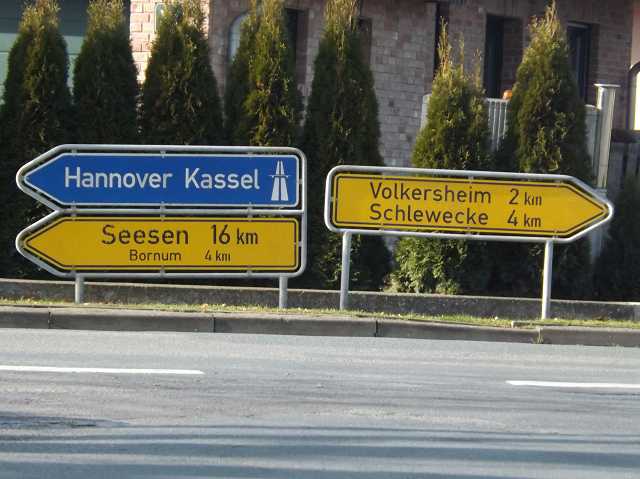 Hannover Kassel
Seesen 16 km
Bornum 4 km
Volkersheim 2 km
Schlewecke 4 km